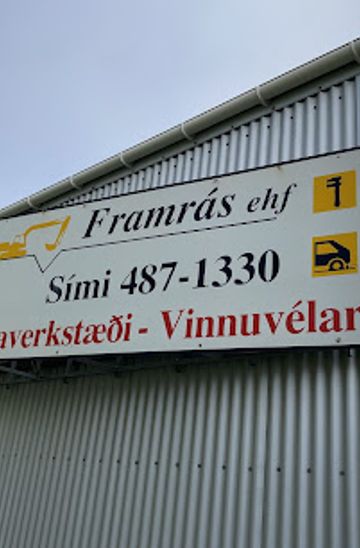 Framrás ehf
Sími 487-1330
averkstæði - Vinnuvélar